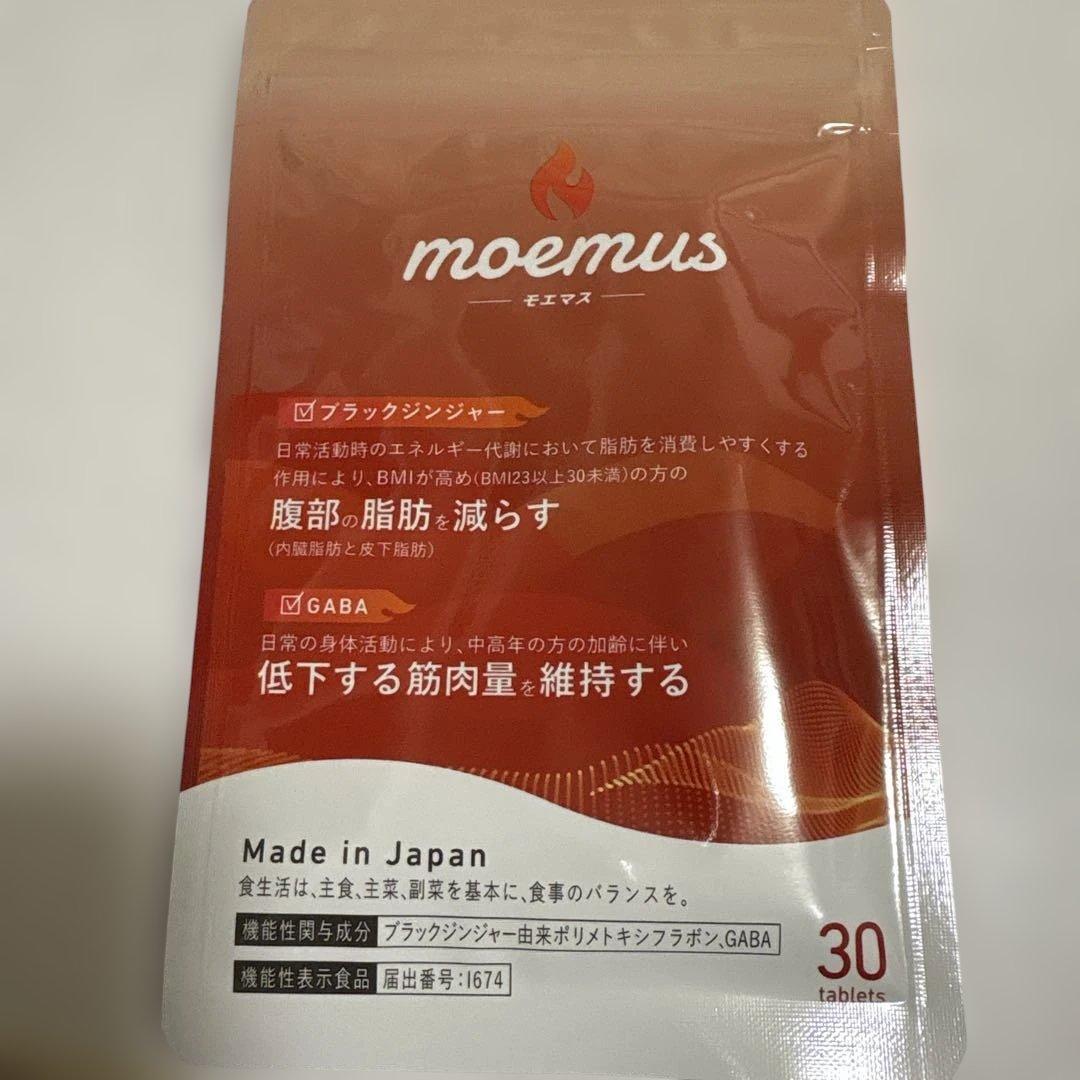 moemus
モエマス
ブラックジンジャー
日常活動時のエネルギー代謝において脂肪を消費しやすくする
作用により、BMIが高め(BMI23以上30未満)の方の
腹部の脂肪を減らす
(内臓脂肪と皮下脂肪)
GABA
日常の身体活動により、中高年の方の加齢に伴い
低下する筋肉量を維持する
Made in Japan
食生活は、主食、主菜、副菜を基本に、食事のバランスを。
機能性関与成分 ブラックジンジャー由来ポリメトキシフラボン、GABA
機能性表示食品 届出番号:I674
30
tablets